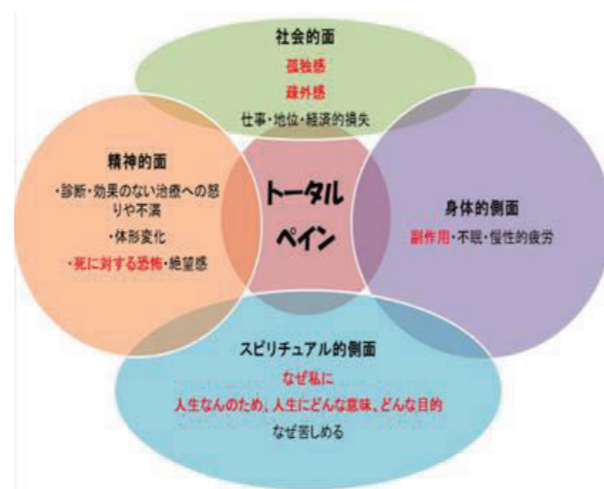 社会的面
孤独感
疎外感
仕事・地位・経済的損失
精神的面
・診断・効果のない治療への怒
りや不満
・体形変化
・死に対する恐怖・絶望感
トータル
ペイン
身体的側面
副作用・不眠・慢性的疲労
スピリチュアル的側面
なぜ私に
人生なんのため、人生にどんな意味、どんな目的
なぜ苦しめる